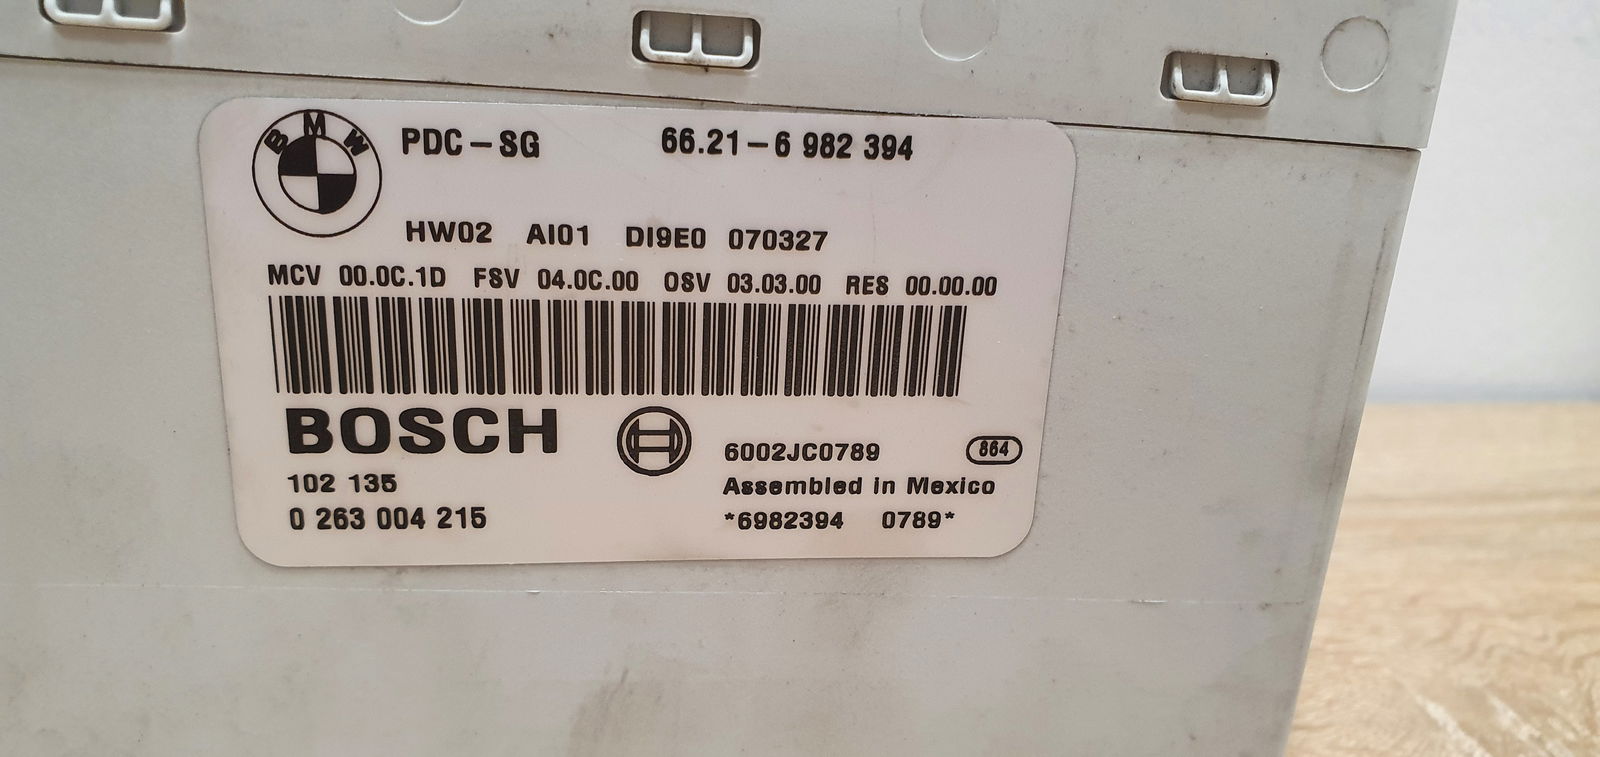 BMW PDC-SG 66.21-6 982 394
HW02 AI01 DI9E0 070327
MCV 00.0C.1D FSV 04.0C.00 OSV 03.03.00 RES 00.00.00
BOSCH
6002JC0789 864
102 135 Assembled in Mexico
0 263 004 215 *6982394 0789*